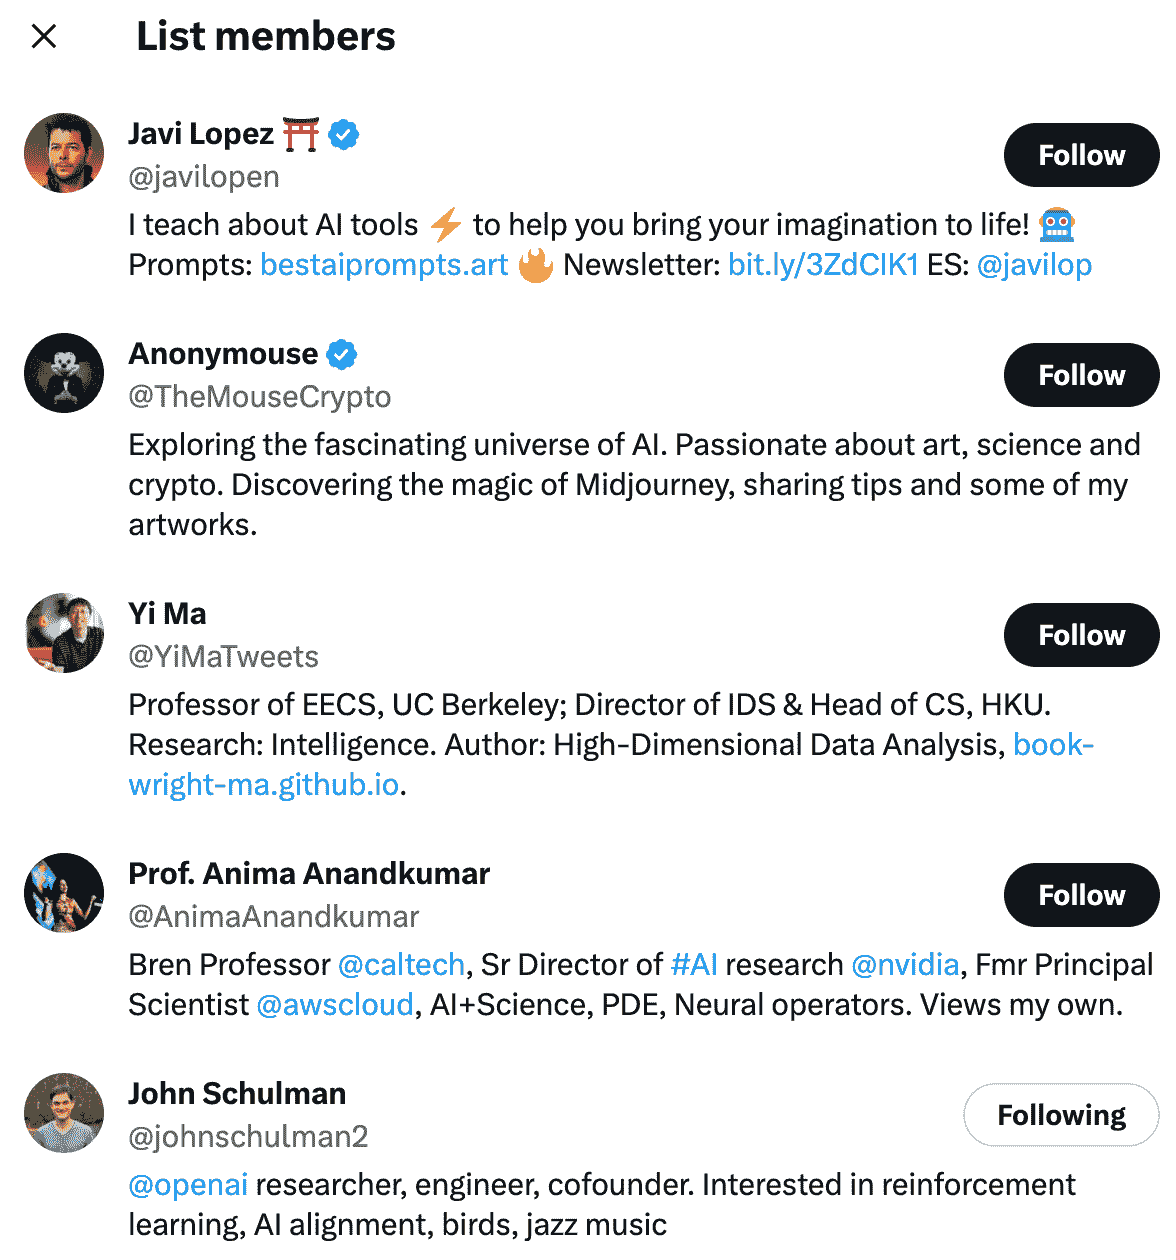 List members
Javi Lopez ⛩️
@javilopen
Follow
I teach about AI tools ⚡ to help you bring your imagination to life! 🤖
Prompts: bestaiprompts.art 🔥 Newsletter: bit.ly/3ZdCIK1 ES: @javilop
Anonymouse
@TheMouseCrypto
Follow
Exploring the fascinating universe of AI. Passionate about art, science and
crypto. Discovering the magic of Midjourney, sharing tips and some of my
artworks.
Yi Ma
@YiMaTweets
Follow
Professor of EECS, UC Berkeley; Director of IDS & Head of CS, HKU.
Research: Intelligence. Author: High-Dimensional Data Analysis, book-
wright-ma.github.io.
Prof. Anima Anandkumar
@AnimaAnandkumar
Follow
Bren Professor @caltech, Sr Director of #AI research @nvidia, Fmr Principal
Scientist @awscloud, AI+Science, PDE, Neural operators. Views my own.
John Schulman
@johnschulman2
Following
@openai researcher, engineer, cofounder. Interested in reinforcement
learning, AI alignment, birds, jazz music